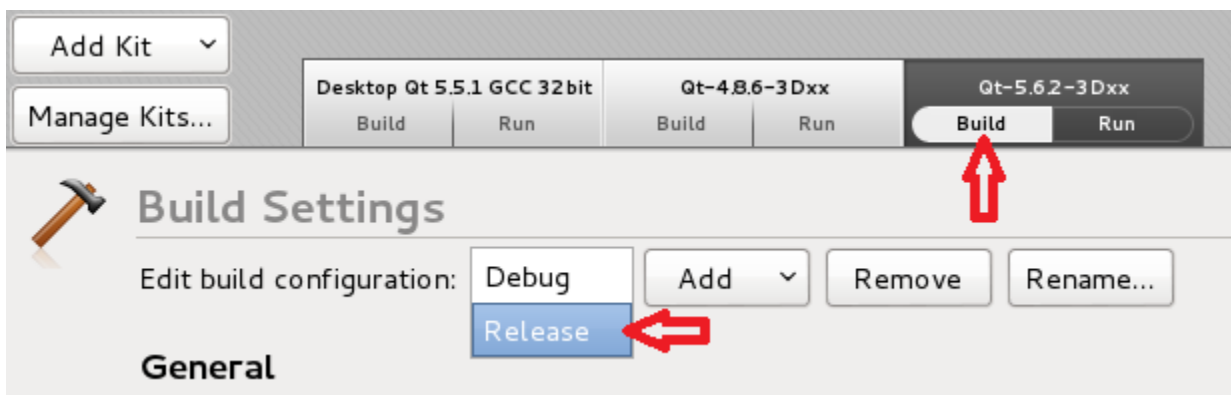 Add Kit
Manage Kits...
Desktop Qt 5.5.1 GCC 32bit
Build Run
Qt-4.8.6-3Dxx
Build Run
Qt-5.6.2-3Dxx
Build Run
Build Settings
Edit build configuration: Debug Add Remove Rename...
Release
General